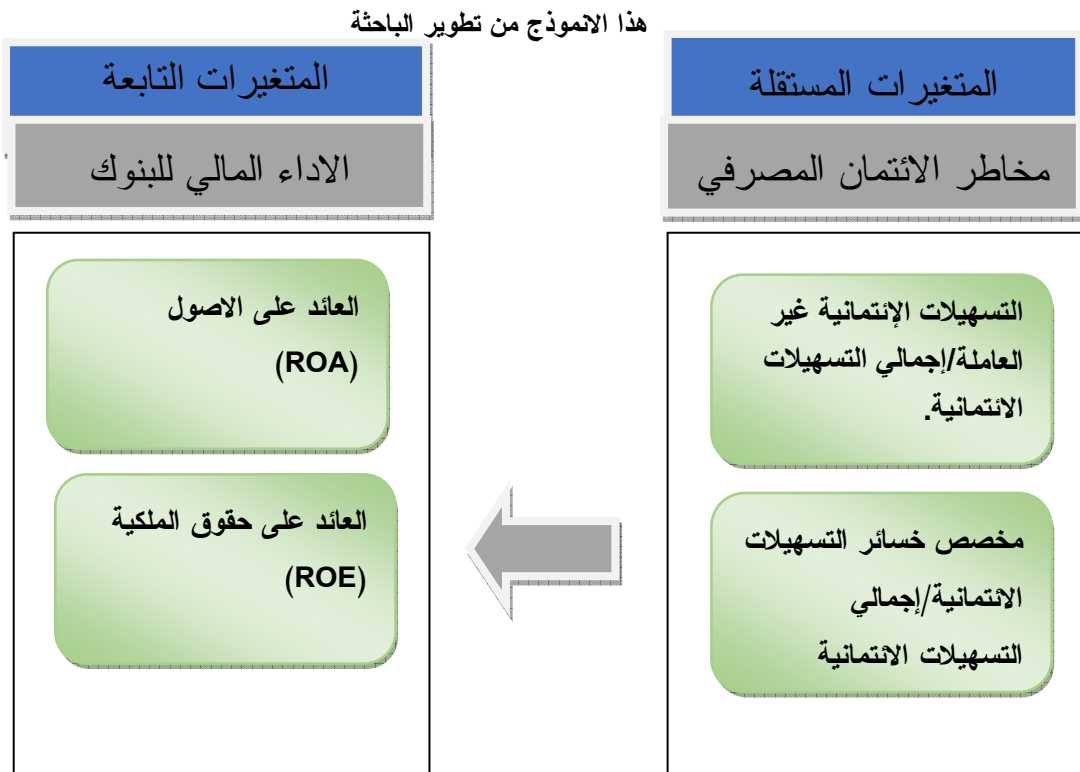 هذا الانموذج من تطوير الباحثة
المتغيرات المستقلة
مخاطر الائتمان المصرفي
التسهيلات الإئتمانية غير
العاملة/إجمالي التسهيلات
الائتمانية.
مخصص خسائر التسهيلات
الائتمانية/إجمالي
التسهيلات الائتمانية
المتغيرات التابعة
الاداء المالي للبنوك
العائد على الاصول
(ROA)
العائد على حقوق الملكية
(ROE)